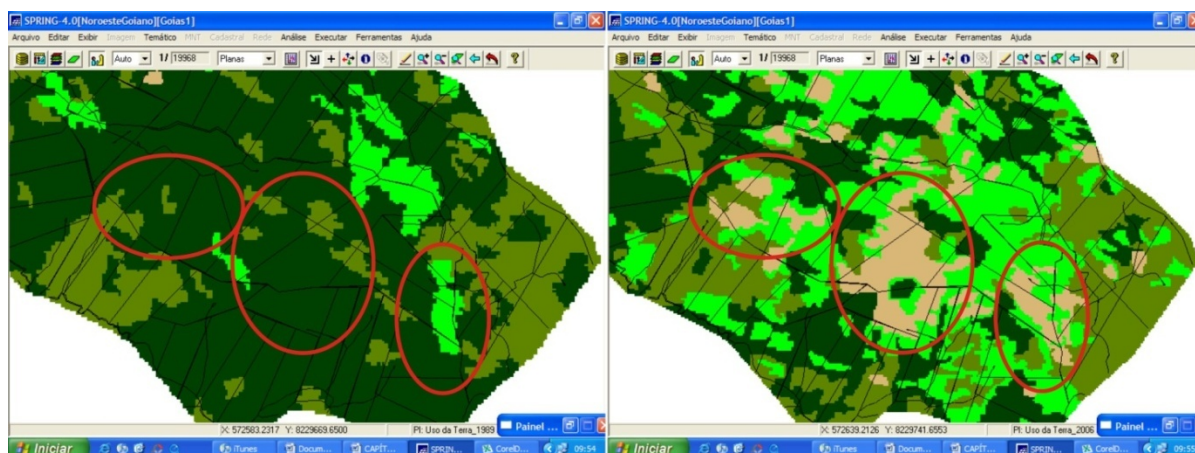 SPRING-4.0[NoroesteGoiano][Goias1]
Arquivo Editar Exibir Imagem Temático MNT Cadastral Rede Análise Executar Ferramentas Ajuda
Auto 1/ 19968 Planas ?
X: 572583.2317 Y: 8229669.6500 PI: Uso da Terra_1989 Painel ...
Iniciar iTunes Docum... CAPÍT... SPRIN... CorelD... 09:54
SPRING-4.0[NoroesteGoiano][Goias1]
Arquivo Editar Exibir Imagem Temático MNT Cadastral Rede Análise Executar Ferramentas Ajuda
Auto 1/ 19968 Planas ?
X: 572639.2126 Y: 8229741.6553 PI: Uso da Terra_2006 Painel ...
Iniciar iTunes Docum... CAPÍT... SPRIN... CorelD... 09:55